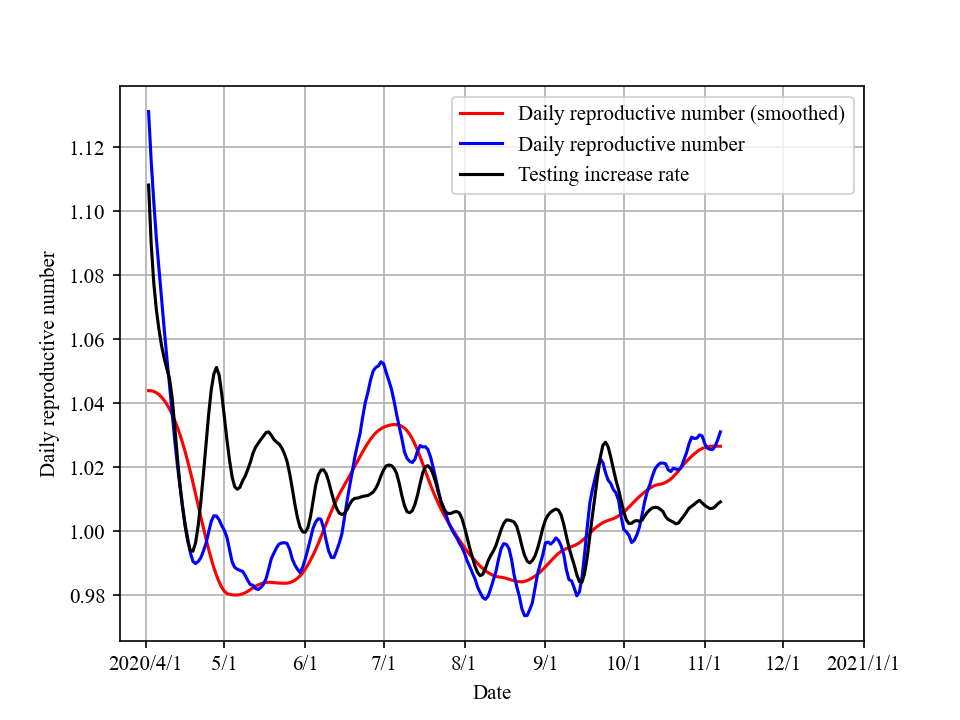 Daily reproductive number (smoothed)
Daily reproductive number
Testing increase rate
1.12
1.10
1.08
1.06
1.04
1.02
1.00
0.98
Daily reproductive number
2020/4/1 5/1 6/1 7/1 8/1 9/1 10/1 11/1 12/1 2021/1/1
Date